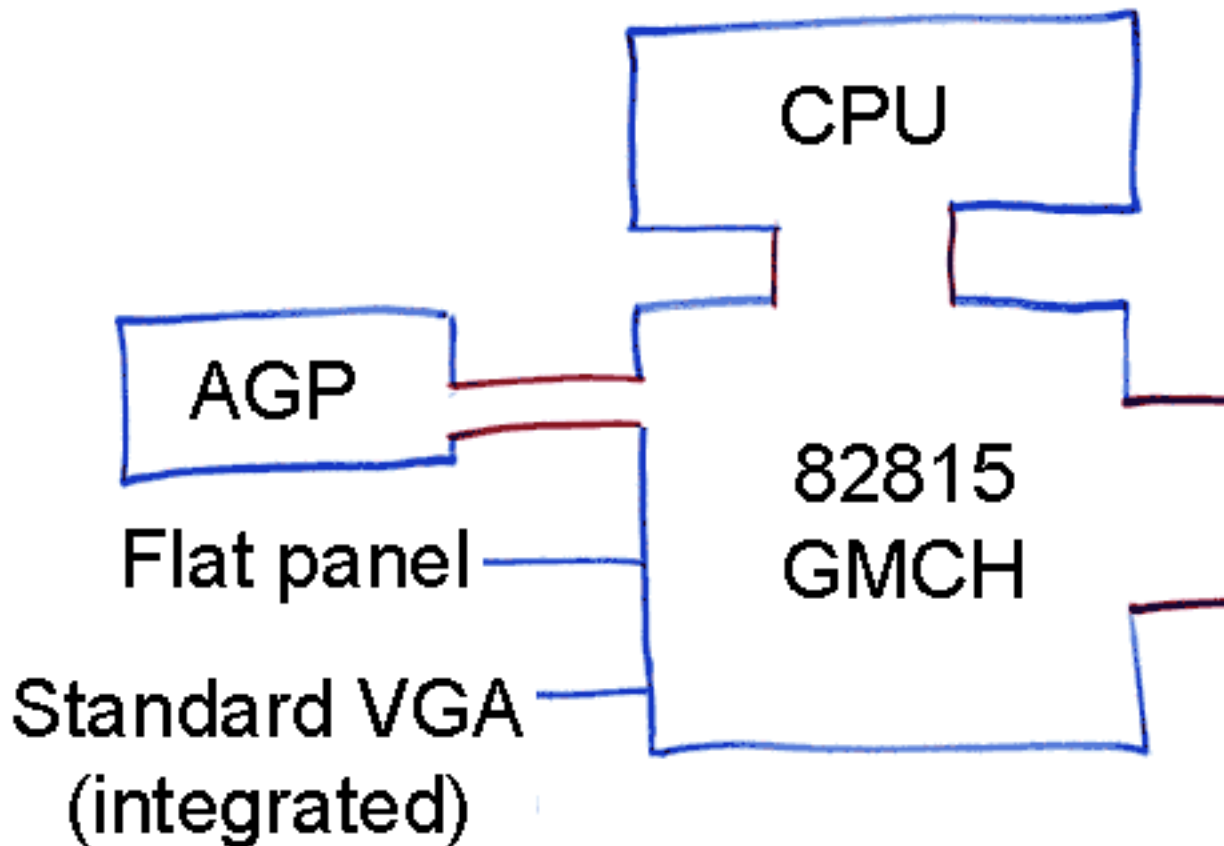 CPU
AGP
82815
GMCH
Flat panel
Standard VGA
(integrated)